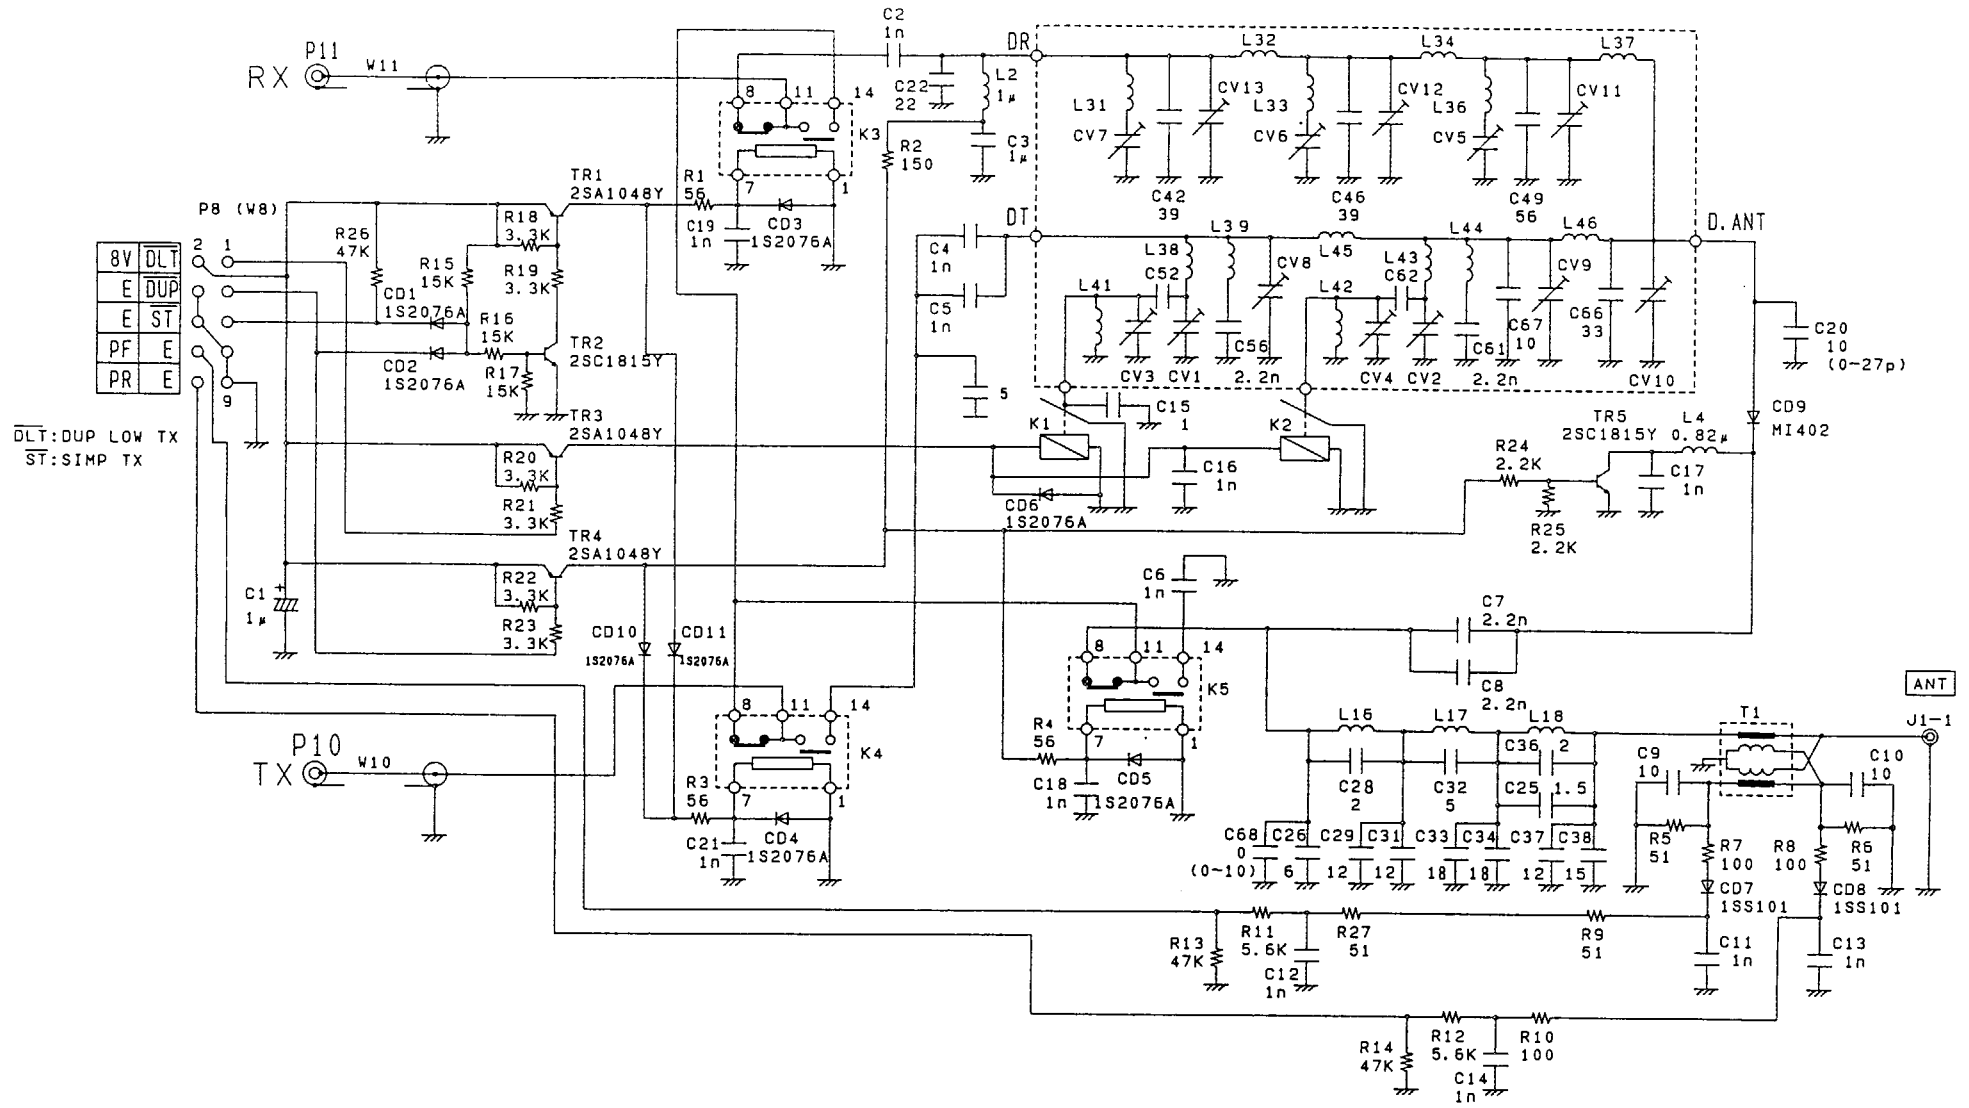 P11
RX
W11
P8 (W8)
2 1
8V DLT
E DUP
E ST
PF E
PR E
9
DLT:DUP LOW TX
ST:SIMP TX
C1
1μ
+
P10
TX
W10
R26
47K
CD1
1S2076A
CD2
1S2076A
R15
15K
R16
15K
R17
15K
R18
3.3K
R19
3.3K
TR1
2SA1048Y
TR2
2SC1815Y
TR3
2SA1048Y
R20
3.3K
R21
3.3K
TR4
2SA1048Y
R22
3.3K
R23
3.3K
CD10
1S2076A
CD11
1S2076A
R1
56
C19
1n
CD3
1S2076A
8 11 14
K3
7 1
C2
1n
C22
22
L2
1μ
C3
1μ
R2
150
C4
1n
C5
1n
5
DR
DT
D.ANT
L31
CV7
C42
39
CV13
L32
L33
CV6
C46
39
CV12
L34
L36
CV5
C49
56
CV11
L37
L41
CV3
C52
L38
CV1
L39
C56
2.2n
CV8
L45
L42
CV4
C62
L43
CV2
L44
C61
2.2n
C67
10
CV9
L46
C66
33
CV10
K1
C15
1
CD6
1S2076A
C16
1n
K2
R24
2.2K
R25
2.2K
TR5
2SC1815Y
L4
0.82μ
C17
1n
CD9
MI402
C20
10
(0~27p)
8 11 14
K4
7 1
R3
56
C21
1n
CD4
1S2076A
C6
1n
8 11 14
K5
7 1
R4
56
C18
1n
CD5
1S2076A
C7
2.2n
C8
2.2n
L16
C28
2
L17
C32
5
L18
C36
2
C25
1.5
C68
0
(0~10)
C26
6
C29
12
C31
12
C33
18
C34
18
C37
12
C38
15
T1
ANT
J1-1
C9
10
C10
10
R5
51
R7
100
R8
100
R6
51
CD7
1SS101
CD8
1SS101
R13
47K
R11
5.6K
C12
1n
R27
51
R9
51
C11
1n
C13
1n
R14
47K
R12
5.6K
C14
1n
R10
100